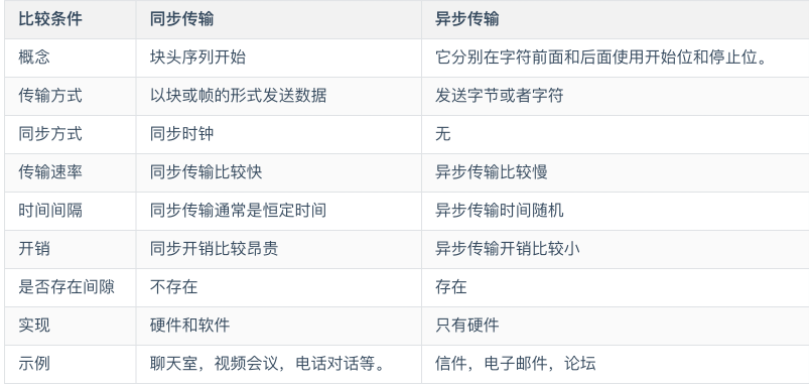 比较条件 同步传输 异步传输
概念 块头序列开始 它分别在字符前面和后面使用开始位和停止位。
传输方式 以块或帧的形式发送数据 发送字节或者字符
同步方式 同步时钟 无
传输速率 同步传输比较快 异步传输比较慢
时间间隔 同步传输通常是恒定时间 异步传输时间随机
开销 同步开销比较昂贵 异步传输开销比较小
是否存在间隙 不存在 存在
实现 硬件和软件 只有硬件
示例 聊天室，视频会议，电话对话等。 信件，电子邮件，论坛